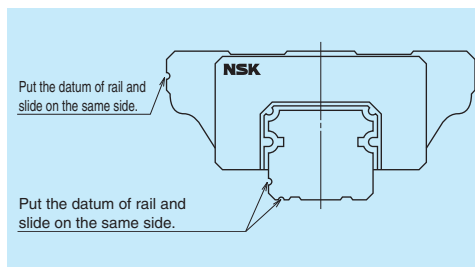 NSK
Put the datum of rail and
slide on the same side.
Put the datum of rail and
slide on the same side.